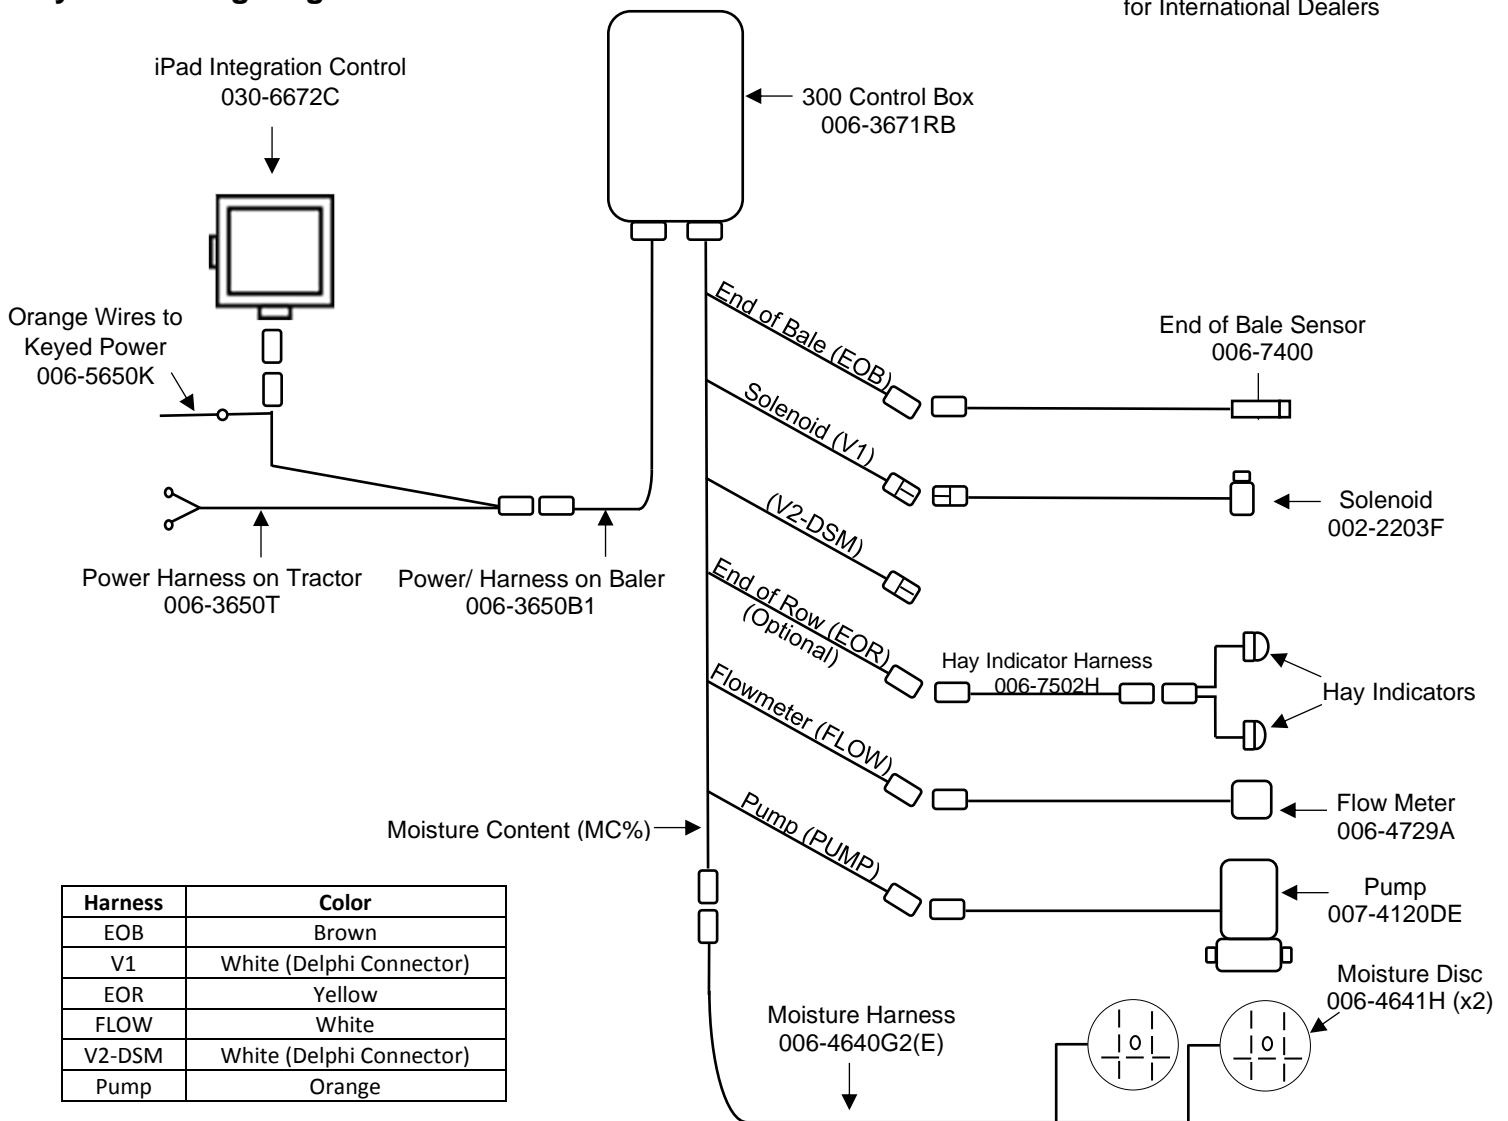 for International Dealers
iPad Integration Control
030-6672C
300 Control Box
006-3671RB
Orange Wires to
Keyed Power
006-5650K
End of Bale (EOB)
End of Bale Sensor
006-7400
Solenoid (V1)
Solenoid
002-2203F
(V2-DSM)
Power Harness on Tractor
006-3650T
Power/ Harness on Baler
006-3650B1
End of Row (EOR)
(Optional)
Hay Indicator Harness
006-7502H
Hay Indicators
Flowmeter (FLOW)
Flow Meter
006-4729A
Moisture Content (MC%)
Pump (PUMP)
Pump
007-4120DE
Harness Color
EOB Brown
V1 White (Delphi Connector)
EOR Yellow
FLOW White
V2-DSM White (Delphi Connector)
Pump Orange
Moisture Disc
006-4641H (x2)
Moisture Harness
006-4640G2(E)